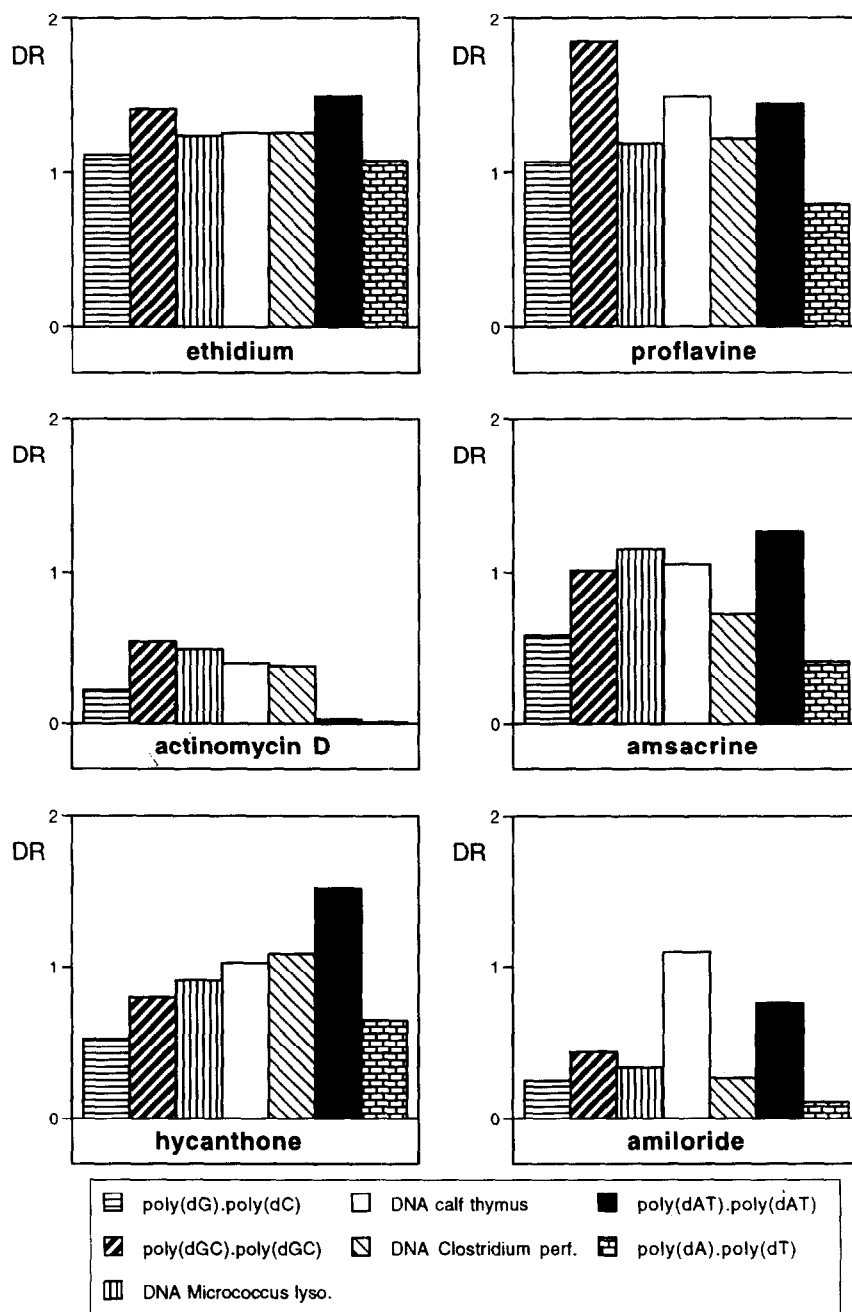 2
DR
1
0
ethidium
2
DR
1
0
proflavine
2
DR
1
0
actinomycin D
2
DR
1
0
amsacrine
2
DR
1
0
hycanthone
2
DR
1
0
amiloride
poly(dG).poly(dC)
DNA calf thymus
poly(dAT).poly(dAT)
poly(dGC).poly(dGC)
DNA Clostridium perf.
poly(dA).poly(dT)
DNA Micrococcus lyso.